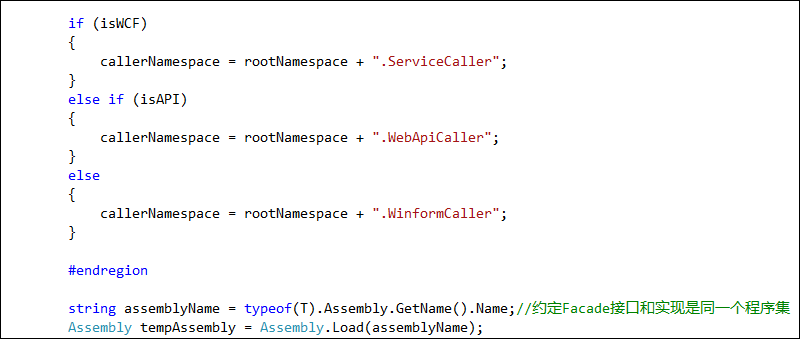 if (isWCF)
{
callerNamespace = rootNamespace + ".ServiceCaller";
}
else if (isAPI)
{
callerNamespace = rootNamespace + ".WebApiCaller";
}
else
{
callerNamespace = rootNamespace + ".WinformCaller";
}
#endregion
string assemblyName = typeof(T).Assembly.GetName().Name;//约定Facade接口和实现是同一个程序集
Assembly tempAssembly = Assembly.Load(assemblyName);